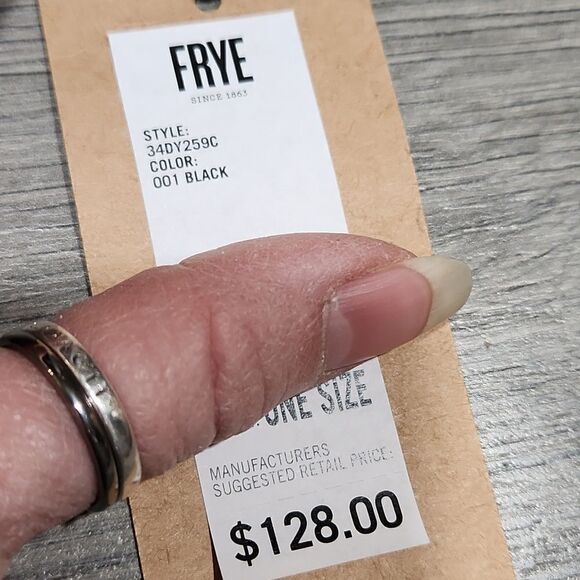 FRYE
SINCE 1863
STYLE:
34DY259C
COLOR:
001 BLACK
ONE SIZE
MANUFACTURERS
SUGGESTED RETAIL PRICE:
$128.00